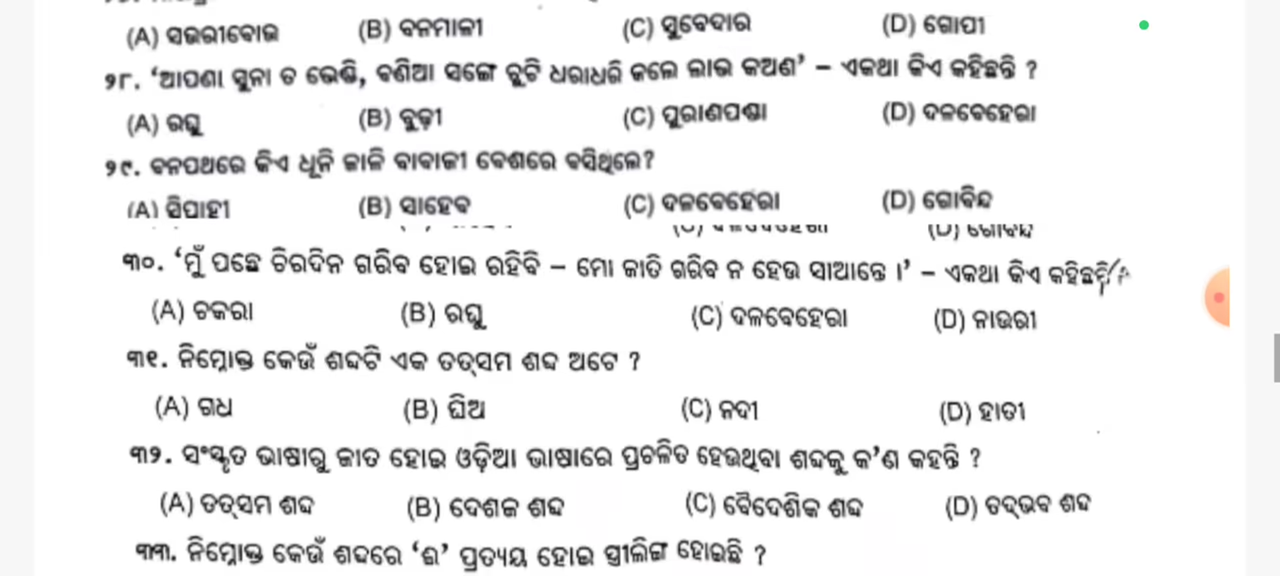 (A) ସଭଉୀବୋଉ (B) ବନମାଳୀ (C) ସୁବେଦାର (D) ଗୋପୀ
୨୮. ‘ଆପଣା ସୁନା ତ ଭେଣ୍ଡି, ବଣିଆ ସଙ୍ଗେ ଚୁଟି ଧରାଧରି କଲେ ଲାଭ କଅଣ’ – ଏକଥା କିଏ କହିଛନ୍ତି ?
(A) ରଘୁ (B) ବୁଢ଼ୀ (C) ପୁରାଣପଣ୍ଡା (D) ଦଳବେହେରା
୨୯. ବନପଥରେ କିଏ ଧୂନି ଜାଳି ବାବାଜୀ ବେଶରେ ବସିଥିଲେ?
(A) ସିପାହୀ (B) ସାହେବ (C) ଦଳବେହେରା (D) ଗୋବିନ୍ଦ
(C) ଦଳବେହେରା (D) ଗୋବିନ୍ଦ
୩୦. ‘ମୁଁ ପଛେ ଚିରଦିନ ଗରିବ ହୋଇ ରହିବି – ମୋ ଜାତି ଗରିବ ନ ହେଉ ସାଆନ୍ତେ ।’ – ଏକଥା କିଏ କହିଛନ୍ତି ?
(A) ଚକରା (B) ରଘୁ (C) ଦଳବେହେରା (D) ନାଉରୀ
୩୧. ନିମ୍ନୋକ୍ତ କେଉଁ ଶବ୍ଦଟି ଏକ ତତ୍‌ସମ ଶବ୍ଦ ଅଟେ ?
(A) ଗଧ (B) ଘିଅ (C) ନଦୀ (D) ହାତୀ
୩୨. ସଂସ୍କୃତ ଭାଷାରୁ ଜାତ ହୋଇ ଓଡ଼ିଆ ଭାଷାରେ ପ୍ରଚଳିତ ହେଉଥିବା ଶବ୍ଦକୁ କ’ଣ କହନ୍ତି ?
(A) ତତ୍‌ସମ ଶବ୍ଦ (B) ଦେଶଜ ଶବ୍ଦ (C) ବୈଦେଶିକ ଶବ୍ଦ (D) ତଦ୍‌ଭବ ଶବ୍ଦ
୩୩. ନିମ୍ନୋକ୍ତ କେଉଁ ଶବ୍ଦରେ ‘ଈ’ ପ୍ରତ୍ୟୟ ହୋଇ ସ୍ତ୍ରୀଲିଙ୍ଗ ହୋଇଛି ?